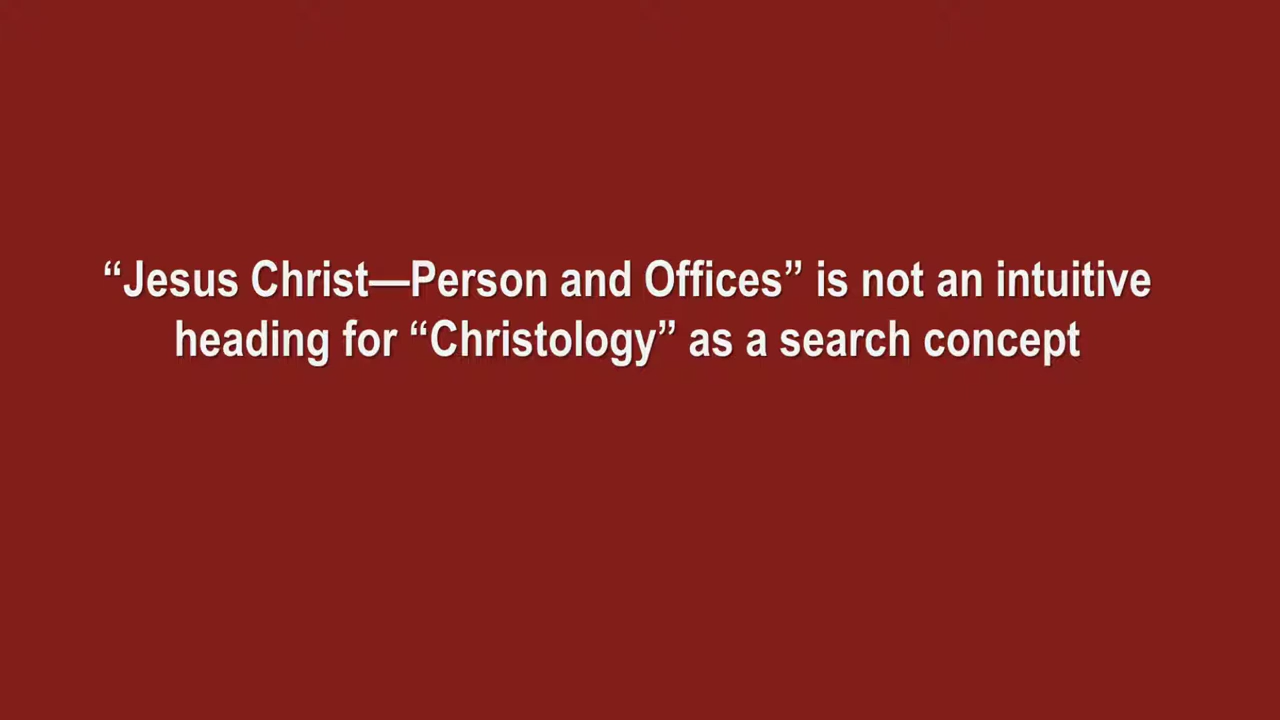 “Jesus Christ—Person and Offices” is not an intuitive
heading for “Christology” as a search concept